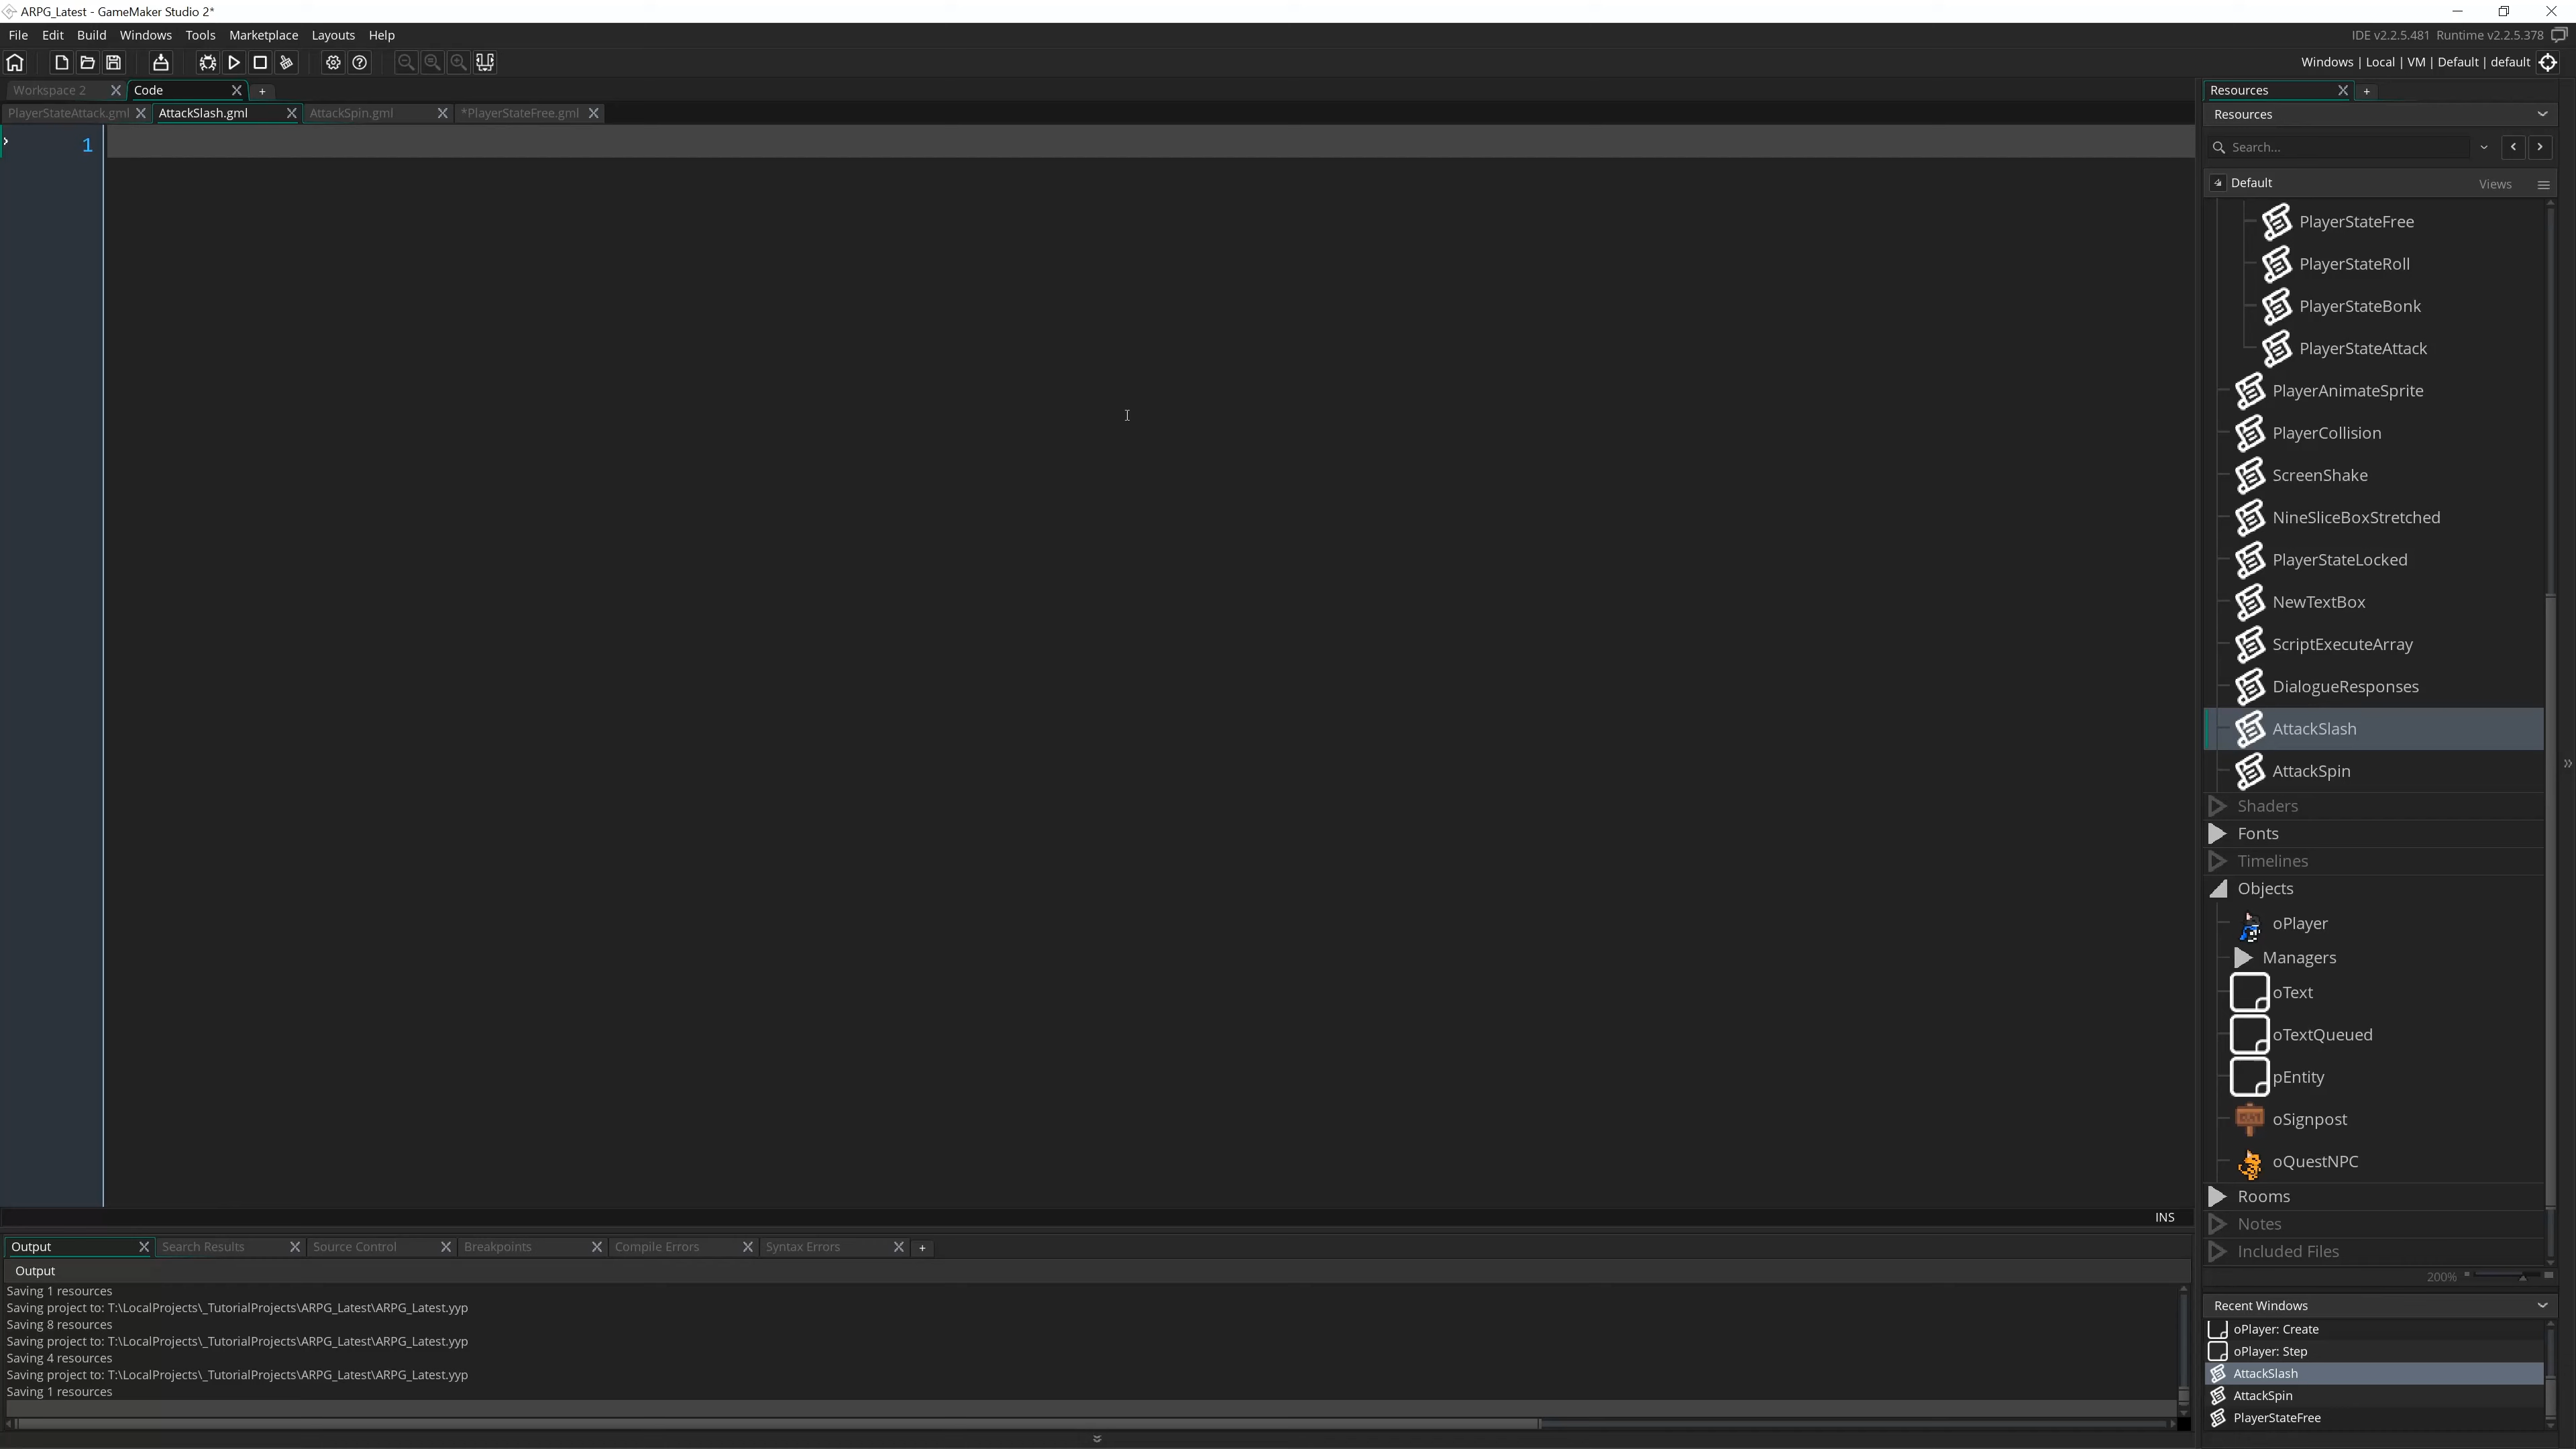 ARPG_Latest - GameMaker Studio 2*
File Edit Build Windows Tools Marketplace Layouts Help
IDE v2.2.5.481 Runtime v2.2.5.378
Windows | Local | VM | Default | default
Workspace 2 Code +
PlayerStateAttack.gml AttackSlash.gml AttackSpin.gml *PlayerStateFree.gml
1
INS
Output Search Results Source Control Breakpoints Compile Errors Syntax Errors +
Output
Saving 1 resources
Saving project to: T:\LocalProjects\_TutorialProjects\ARPG_Latest\ARPG_Latest.yyp
Saving 8 resources
Saving project to: T:\LocalProjects\_TutorialProjects\ARPG_Latest\ARPG_Latest.yyp
Saving 4 resources
Saving project to: T:\LocalProjects\_TutorialProjects\ARPG_Latest\ARPG_Latest.yyp
Saving 1 resources
Resources +
Resources
Search...
Default Views
PlayerStateFree
PlayerStateRoll
PlayerStateBonk
PlayerStateAttack
PlayerAnimateSprite
PlayerCollision
ScreenShake
NineSliceBoxStretched
PlayerStateLocked
NewTextBox
ScriptExecuteArray
DialogueResponses
AttackSlash
AttackSpin
Shaders
Fonts
Timelines
Objects
oPlayer
Managers
oText
oTextQueued
pEntity
oSignpost
oQuestNPC
Rooms
Notes
Included Files
200%
Recent Windows
oPlayer: Create
oPlayer: Step
AttackSlash
AttackSpin
PlayerStateFree